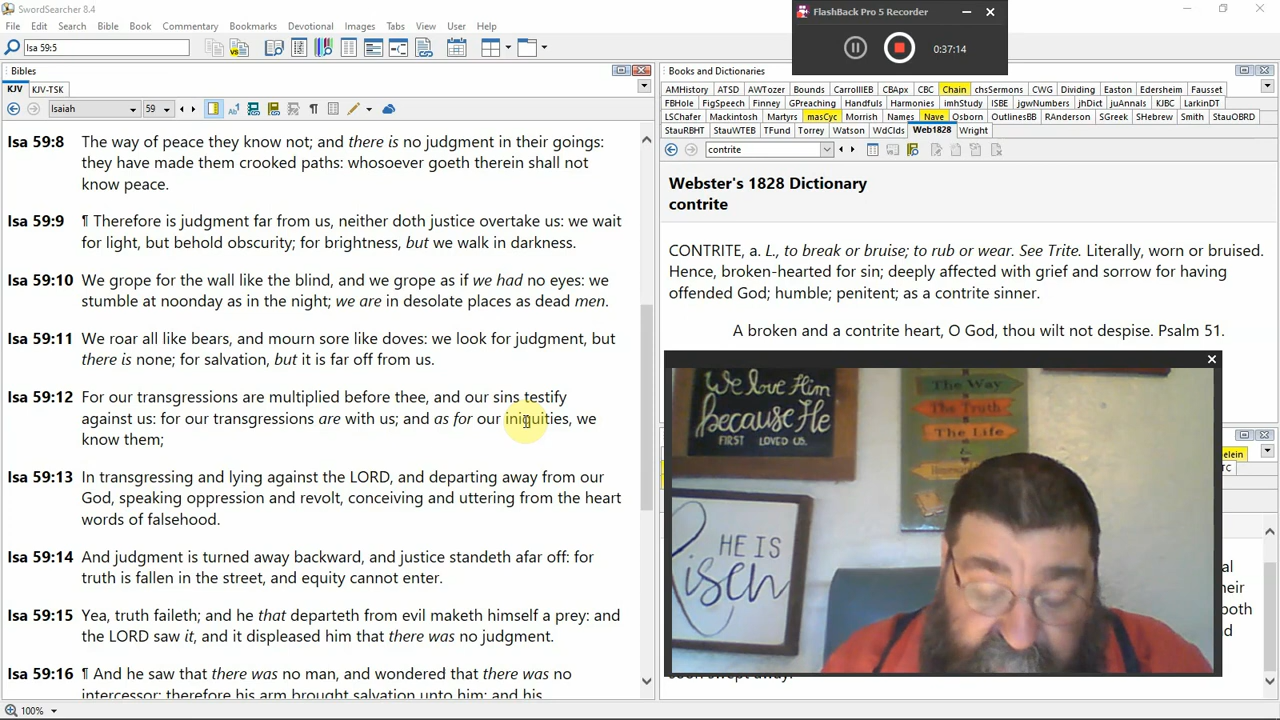 SwordSearcher 8.4
File Edit Search Bible Book Commentary Bookmarks Devotional Images Tabs View User Help
Isa 59:5
FlashBack Pro 5 Recorder
0:37:14
Bibles
KJV KJV-TSK
Isaiah 59
Isa 59:8 The way of peace they know not; and there is no judgment in their goings:
they have made them crooked paths: whosoever goeth therein shall not
know peace.
Isa 59:9 ¶ Therefore is judgment far from us, neither doth justice overtake us: we wait
for light, but behold obscurity; for brightness, but we walk in darkness.
Isa 59:10 We grope for the wall like the blind, and we grope as if we had no eyes: we
stumble at noonday as in the night; we are in desolate places as dead men.
Isa 59:11 We roar all like bears, and mourn sore like doves: we look for judgment, but
there is none; for salvation, but it is far off from us.
Isa 59:12 For our transgressions are multiplied before thee, and our sins testify
against us: for our transgressions are with us; and as for our iniquities, we
know them;
Isa 59:13 In transgressing and lying against the LORD, and departing away from our
God, speaking oppression and revolt, conceiving and uttering from the heart
words of falsehood.
Isa 59:14 And judgment is turned away backward, and justice standeth afar off: for
truth is fallen in the street, and equity cannot enter.
Isa 59:15 Yea, truth faileth; and he that departeth from evil maketh himself a prey: and
the LORD saw it, and it displeased him that there was no judgment.
Isa 59:16 ¶ And he saw that there was no man, and wondered that there was no
intercessor: therefore his arm brought salvation unto him; and his
100%
Books and Dictionaries
AMHistory ATSD AWTozer Bounds CarrollEB CBApx CBC Chain chsSermons CWG Dividing Easton Edersheim Fausset
FBHole FigSpeech Finney GPreaching Handfuls Harmonies imhStudy ISBE jgwNumbers jhDict juAnnals KJBC LarkinDT
LSChafer Mackintosh Martyrs masCyc Morrish Names Nave Osborn OutlinesBB RAnderson SGreek SHebrew Smith StauOBRD
StauRBHT StauWTEB TFund Torrey Watson WdClds Web1828 Wright
contrite
Webster's 1828 Dictionary
contrite
CONTRITE, a. L., to break or bruise; to rub or wear. See Trite. Literally, worn or bruised.
Hence, broken-hearted for sin; deeply affected with grief and sorrow for having
offended God; humble; penitent; as a contrite sinner.
A broken and a contrite heart, O God, thou wilt not despise. Psalm 51.
We love Him
because He
FIRST LOVED US.
The Way
The Truth
The Life
HE IS
Risen
elein
TC
al
heir
both
d